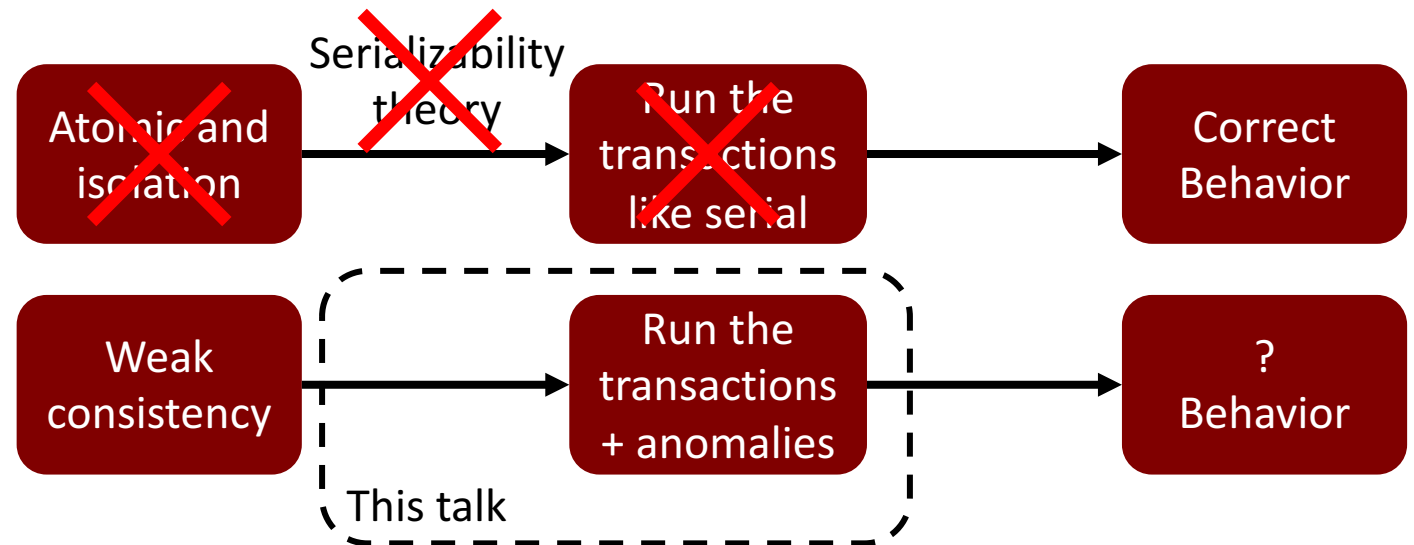 Serializability
theory
Atomic and
isolation
Run the
transactions
like serial
Correct
Behavior
Weak
consistency
Run the
transactions
+ anomalies
?
Behavior
This talk